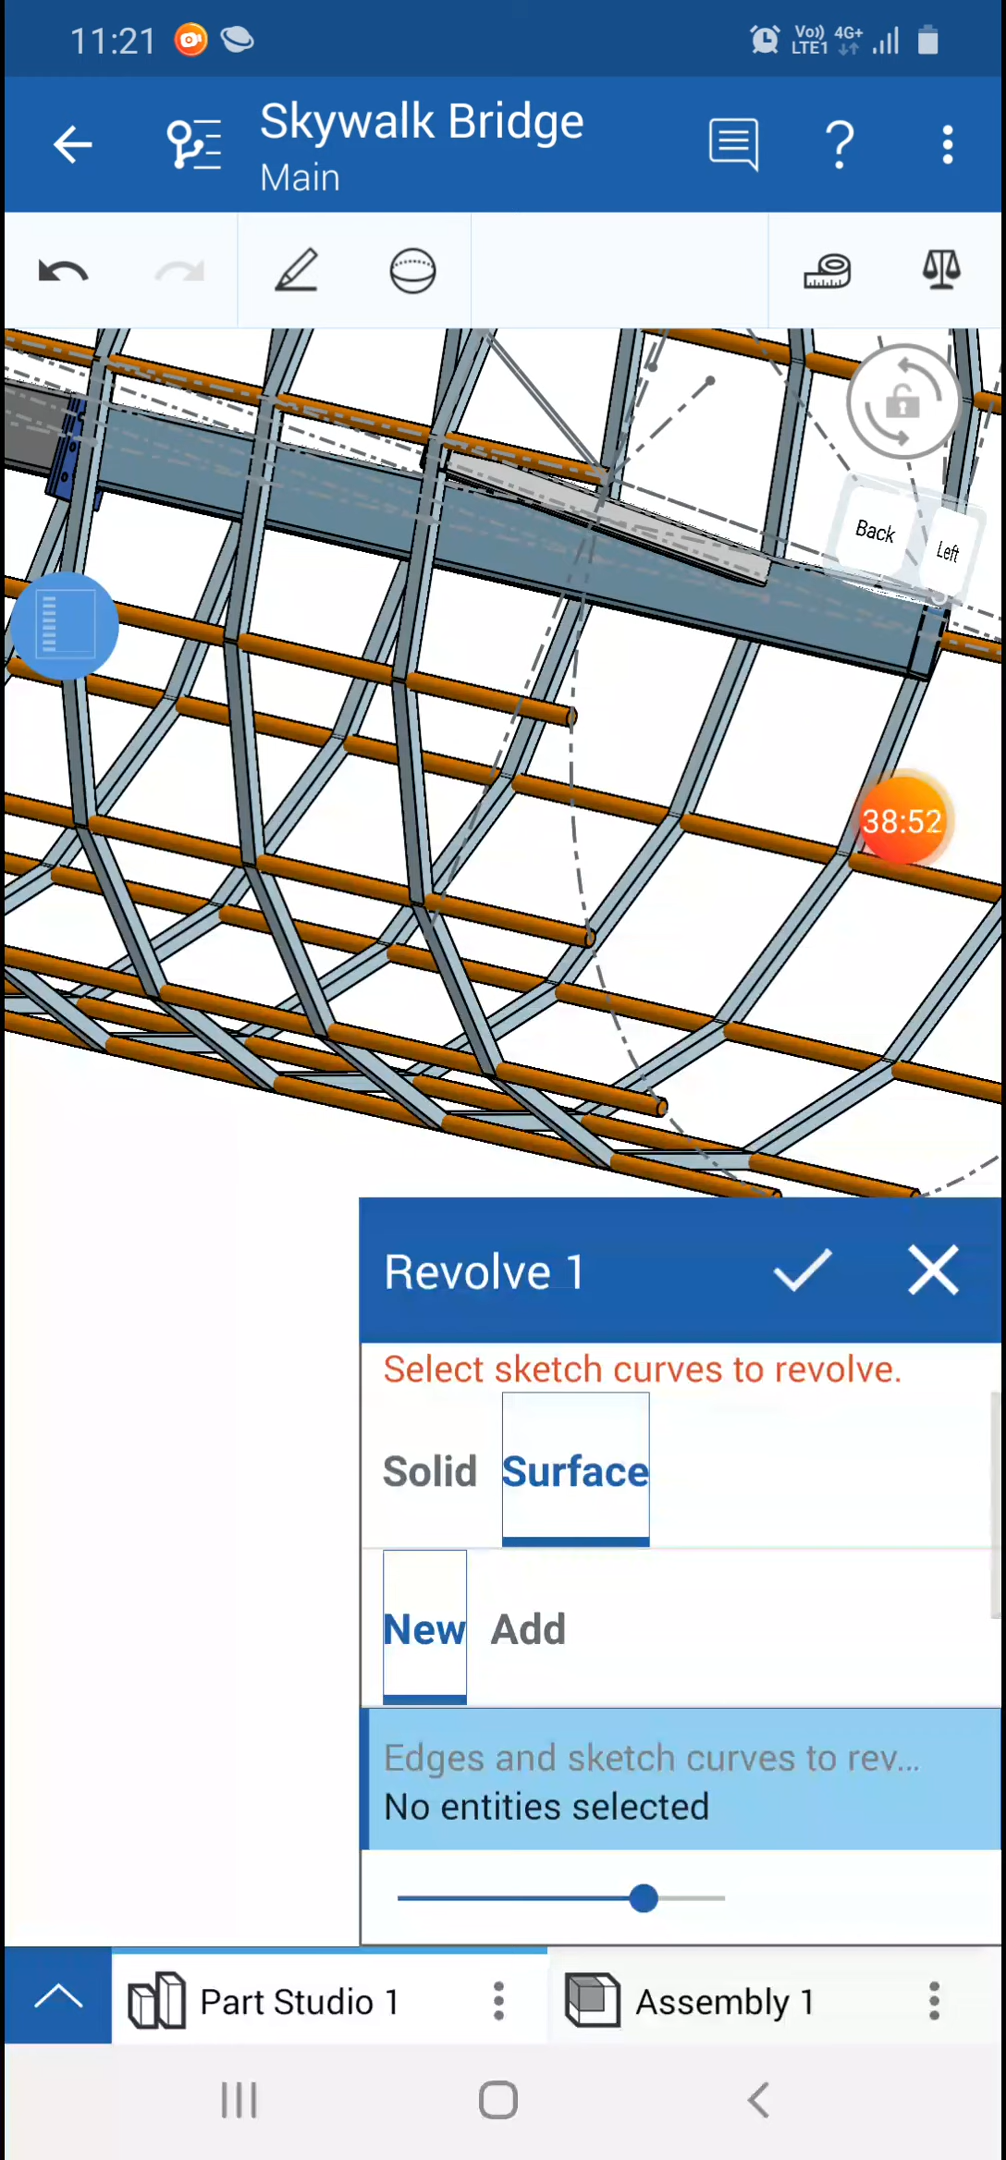 11:21
Vo)) 4G+
LTE1
Skywalk Bridge
Main
?
Back
Left
38:52
Revolve 1
Select sketch curves to revolve.
Solid Surface
New Add
Edges and sketch curves to rev...
No entities selected
Part Studio 1
Assembly 1